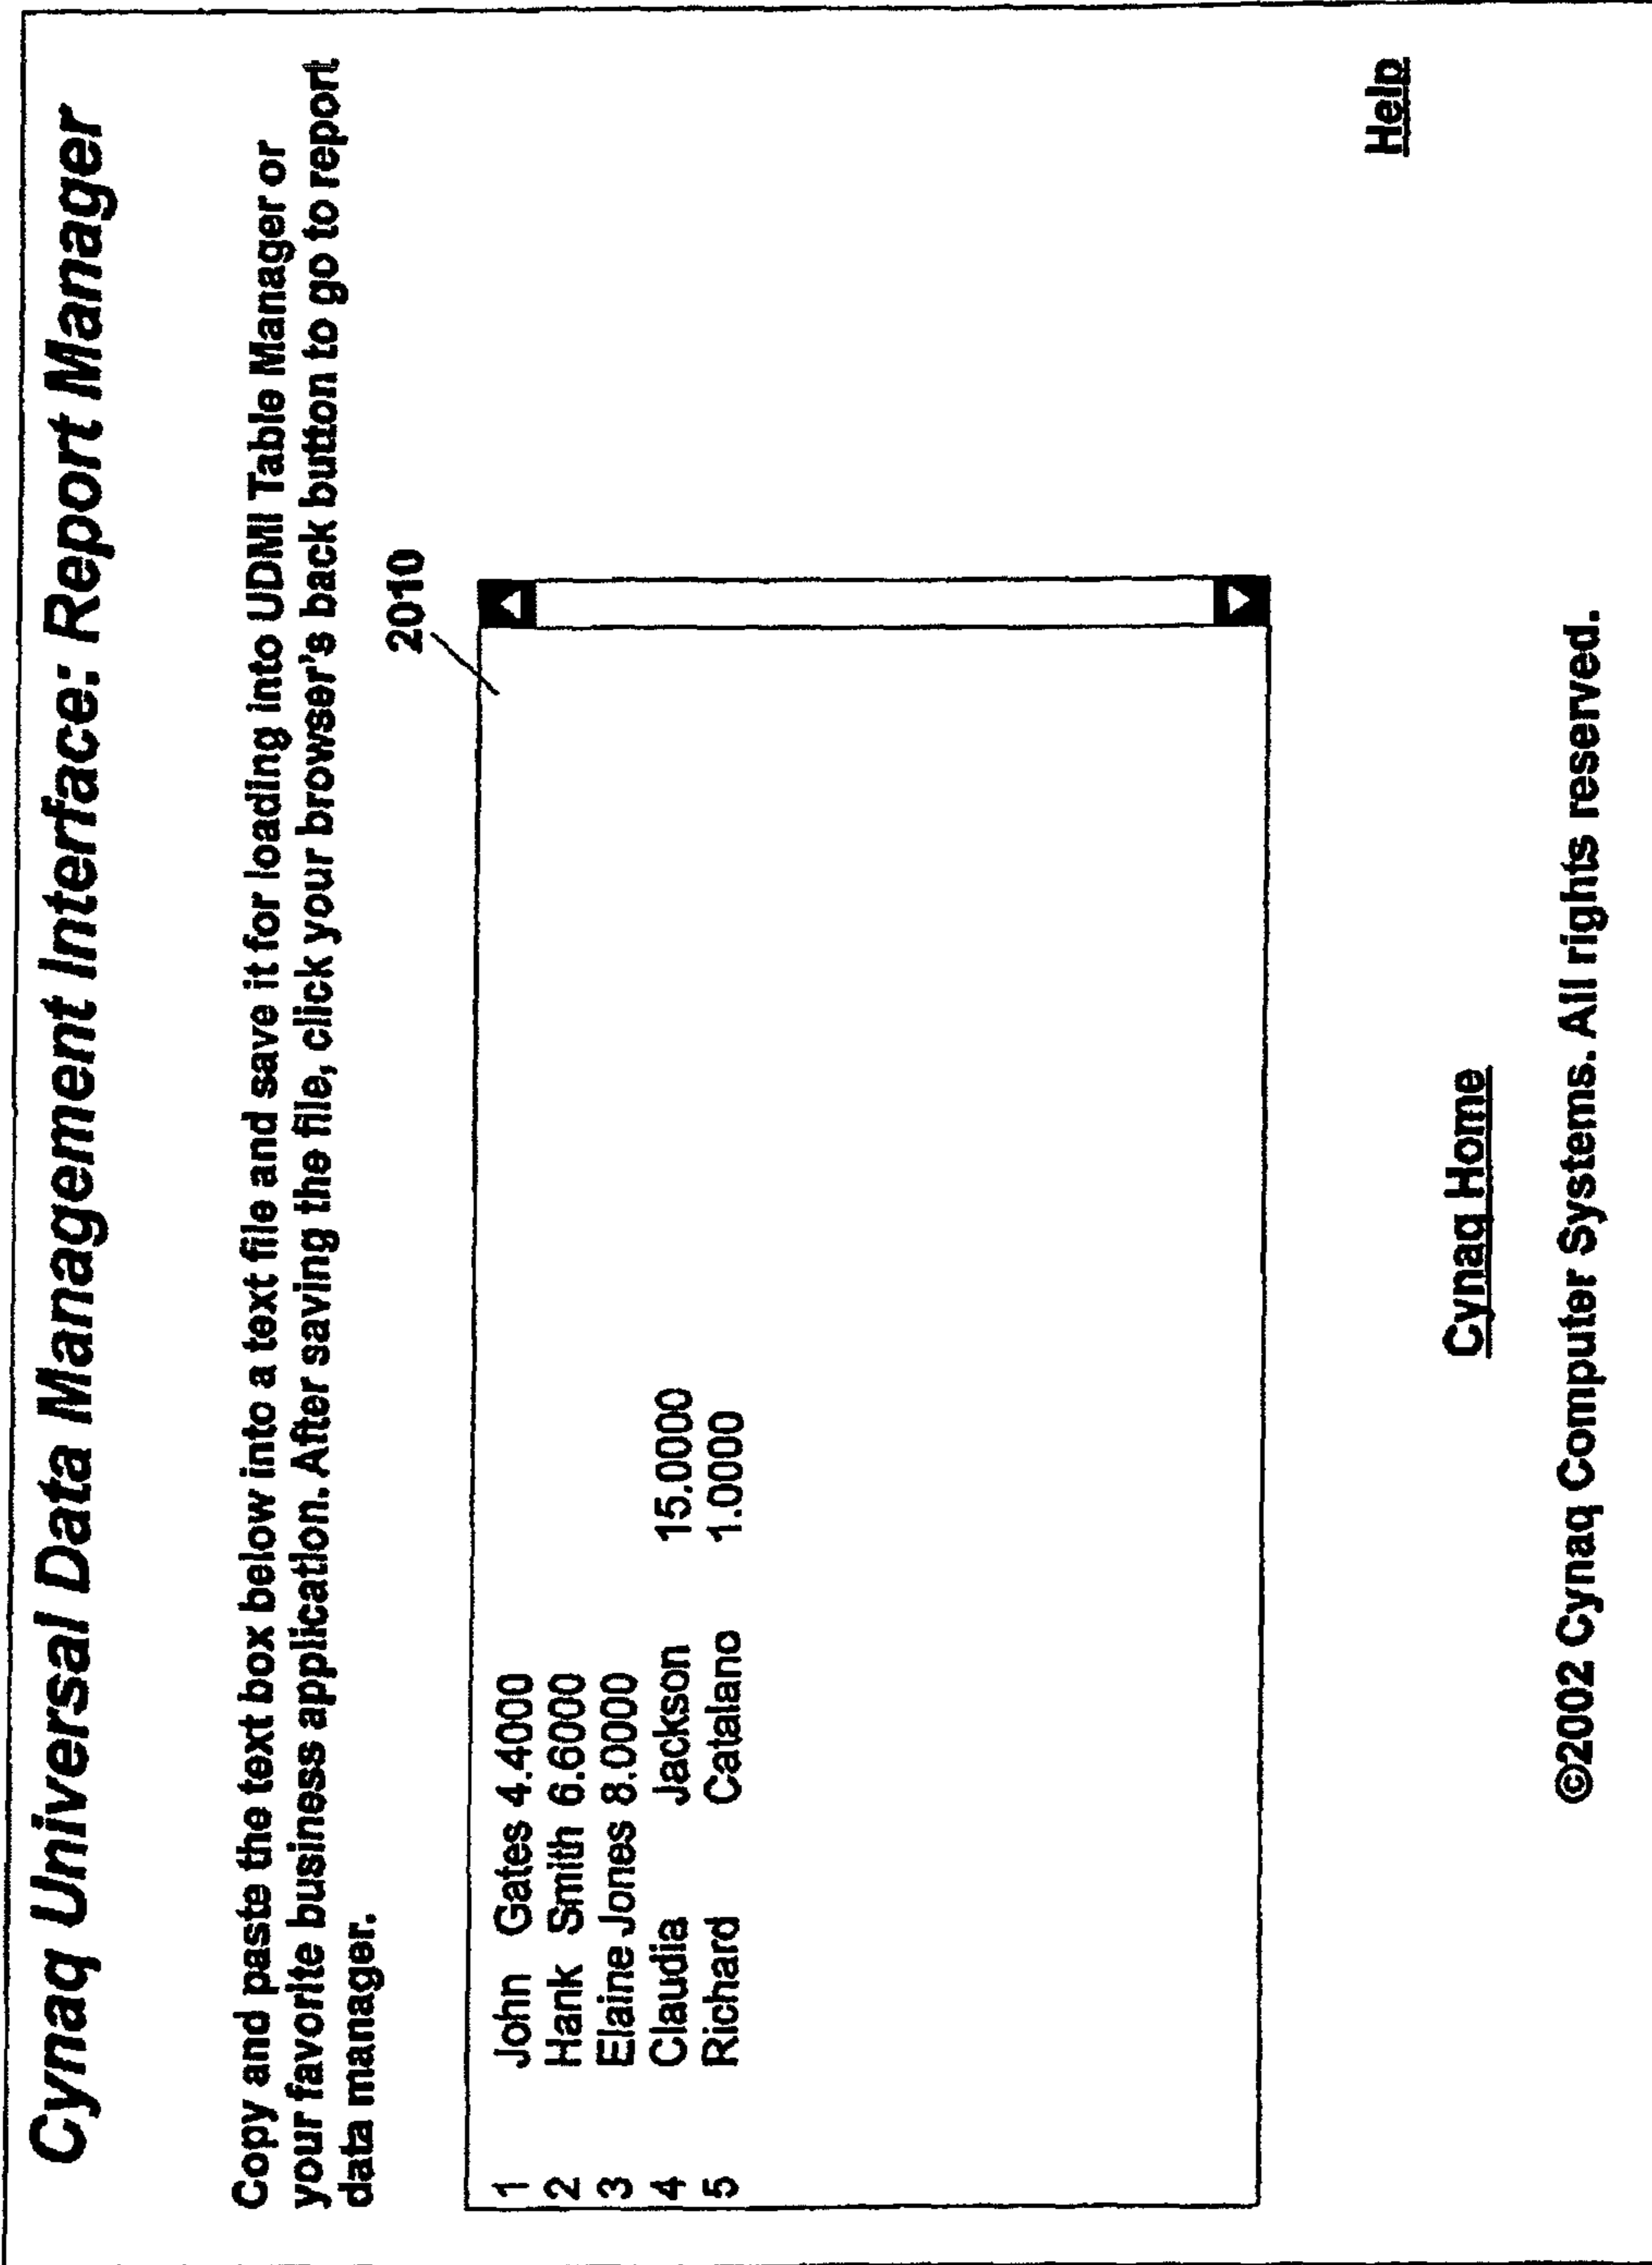 Cynaq Universal Data Management Interface: Report Manager
Copy and paste the text box below into a text file and save it for loading into UDMI Table Manager or
your favorite business application. After saving the file, click your browser's back button to go to report
data manager.
2010
1 John Gates 4.4000
2 Hank Smith 6.6000
3 Elaine Jones 8.0000
4 Claudia Jackson 15.0000
5 Richard Catalano 1.0000
Help
Cynaq Home
©2002 Cynaq Computer Systems. All rights reserved.